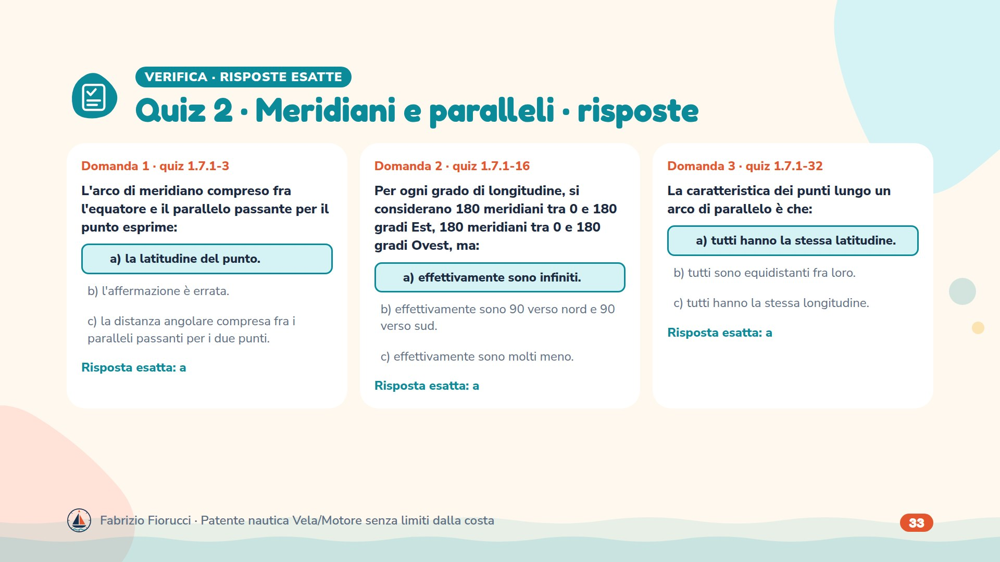 VERIFICA · RISPOSTE ESATTE
Quiz 2 · Meridiani e paralleli · risposte
Domanda 1 · quiz 1.7.1-3
L'arco di meridiano compreso fra
l'equatore e il parallelo passante per il
punto esprime:
a) la latitudine del punto.
b) l'affermazione è errata.
c) la distanza angolare compresa fra i
paralleli passanti per i due punti.
Risposta esatta: a
Domanda 2 · quiz 1.7.1-16
Per ogni grado di longitudine, si
considerano 180 meridiani tra 0 e 180
gradi Est, 180 meridiani tra 0 e 180
gradi Ovest, ma:
a) effettivamente sono infiniti.
b) effettivamente sono 90 verso nord e 90
verso sud.
c) effettivamente sono molti meno.
Risposta esatta: a
Domanda 3 · quiz 1.7.1-32
La caratteristica dei punti lungo un
arco di parallelo è che:
a) tutti hanno la stessa latitudine.
b) tutti sono equidistanti fra loro.
c) tutti hanno la stessa longitudine.
Risposta esatta: a
Fabrizio Fiorucci · Patente nautica Vela/Motore senza limiti dalla costa
33